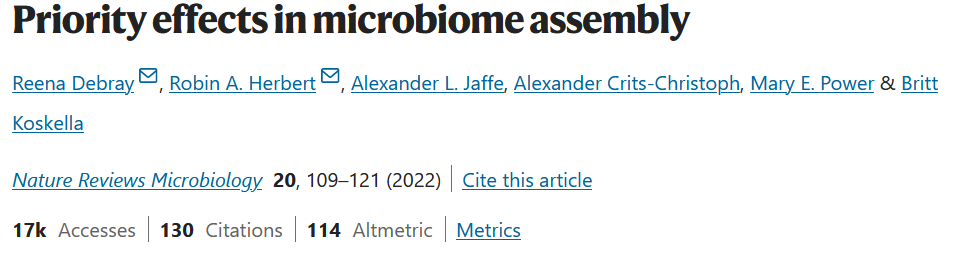 Priority effects in microbiome assembly
Reena Debray, Robin A. Herbert, Alexander L. Jaffe, Alexander Crits-Christoph, Mary E. Power & Britt
Koskella
Nature Reviews Microbiology 20, 109–121 (2022) Cite this article
17k Accesses 130 Citations 114 Altmetric Metrics